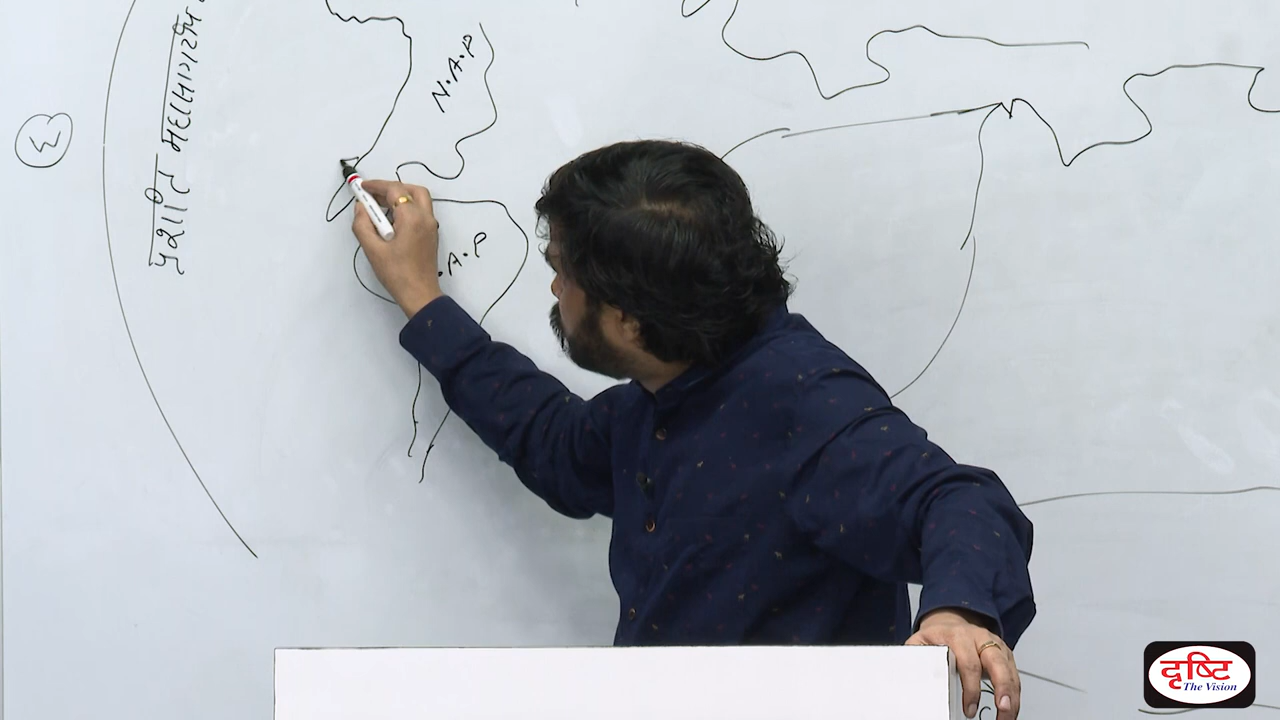 प्रशांत महासागरीय
N.A.P
.A.P
दृष्टि
The Vision